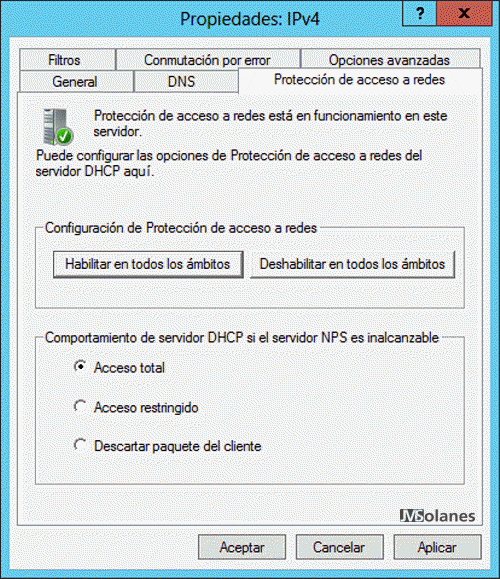 Propiedades: IPv4
?
X
Filtros
Conmutación por error
Opciones avanzadas
General
DNS
Protección de acceso a redes
Protección de acceso a redes está en funcionamiento en este
servidor.
Puede configurar las opciones de Protección de acceso a redes del
servidor DHCP aquí.
Configuración de Protección de acceso a redes
Habilitar en todos los ámbitos
Deshabilitar en todos los ámbitos
Comportamiento de servidor DHCP si el servidor NPS es inalcanzable
Acceso total
Acceso restringido
Descartar paquete del cliente
JMSolanes
Aceptar
Cancelar
Aplicar